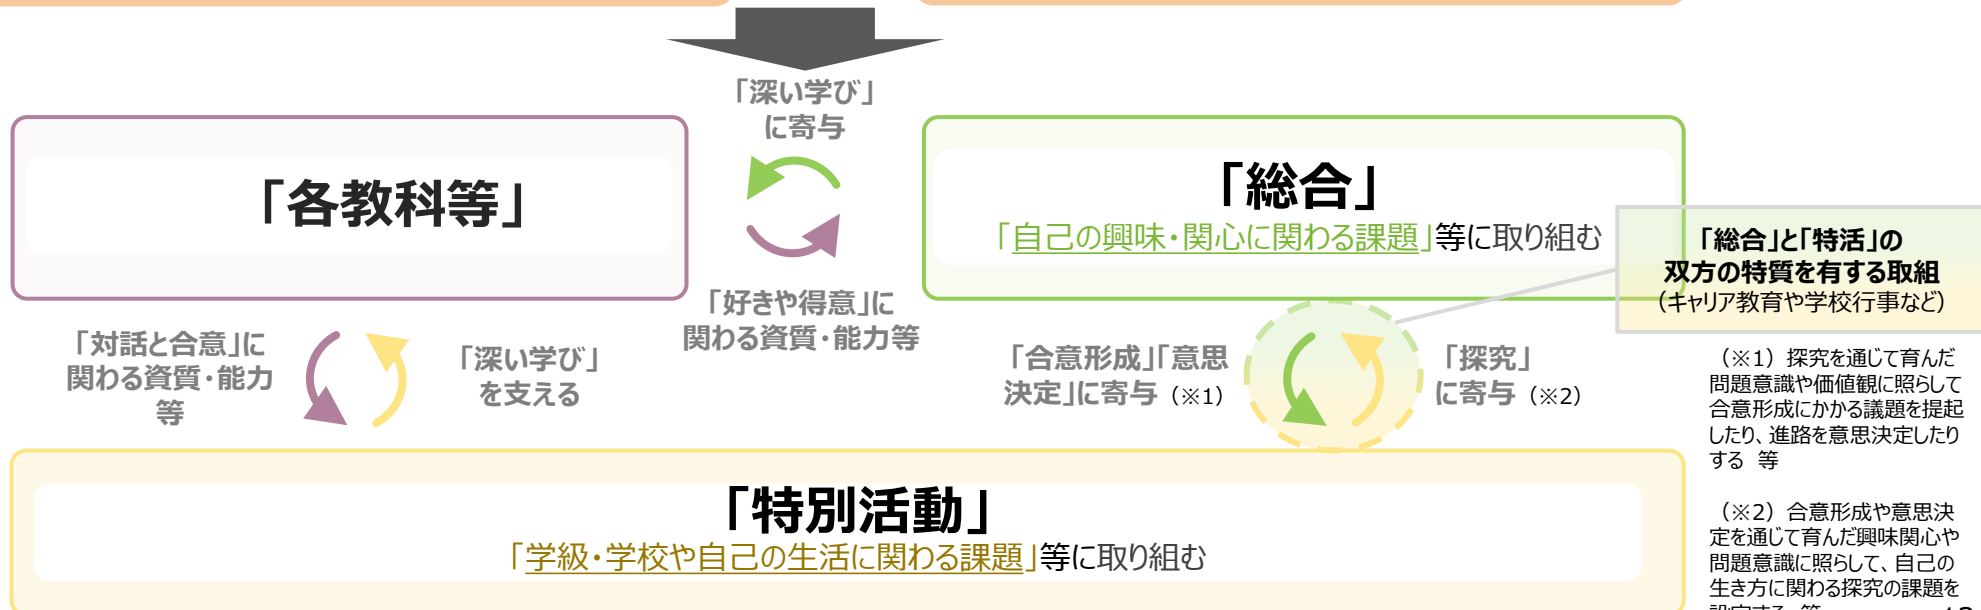 「深い学び」
に寄与
「各教科等」
「総合」
「自己の興味・関心に関わる課題」等に取り組む
「総合」と「特活」の
双方の特質を有する取組
（キャリア教育や学校行事など）
「好きや得意」に
関わる資質・能力等
「対話と合意」に
関わる資質・能力
等
「深い学び」
を支える
「合意形成」「意思
決定」に寄与（※1）
「探究」
に寄与（※2）
（※1）探究を通じて育んだ
問題意識や価値観に照らして
合意形成にかかる議題を提起
したり、進路を意思決定したり
する 等
「特別活動」
「学級・学校や自己の生活に関わる課題」等に取り組む
（※2）合意形成や意思決
定を通じて育んだ興味関心や
問題意識に照らして、自己の
生き方に関わる探究の課題を